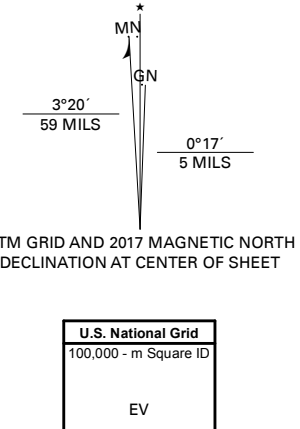 MN
GN
3°20´
59 MILS
0°17´
5 MILS
TM GRID AND 2017 MAGNETIC NORTH
DECLINATION AT CENTER OF SHEET
U.S. National Grid
100,000 - m Square ID
EV